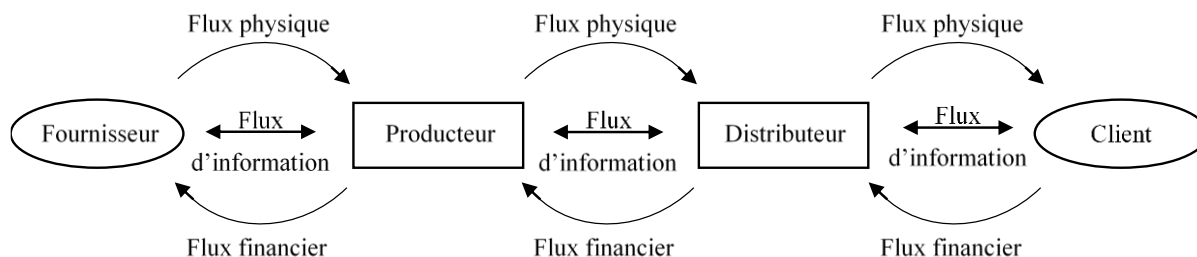 Flux physique Flux physique Flux physique
Fournisseur Flux Producteur Flux Distributeur Flux Client
d’information d’information d’information
Flux financier Flux financier Flux financier